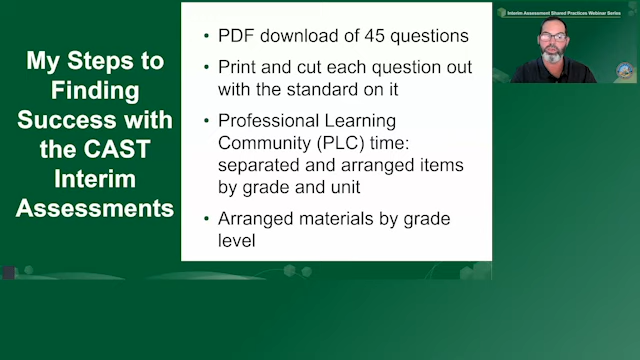 Interim Assessment Shared Practices Webinar Series
My Steps to
Finding
Success with
the CAST
Interim
Assessments
• PDF download of 45 questions
• Print and cut each question out
with the standard on it
• Professional Learning
Community (PLC) time:
separated and arranged items
by grade and unit
• Arranged materials by grade
level